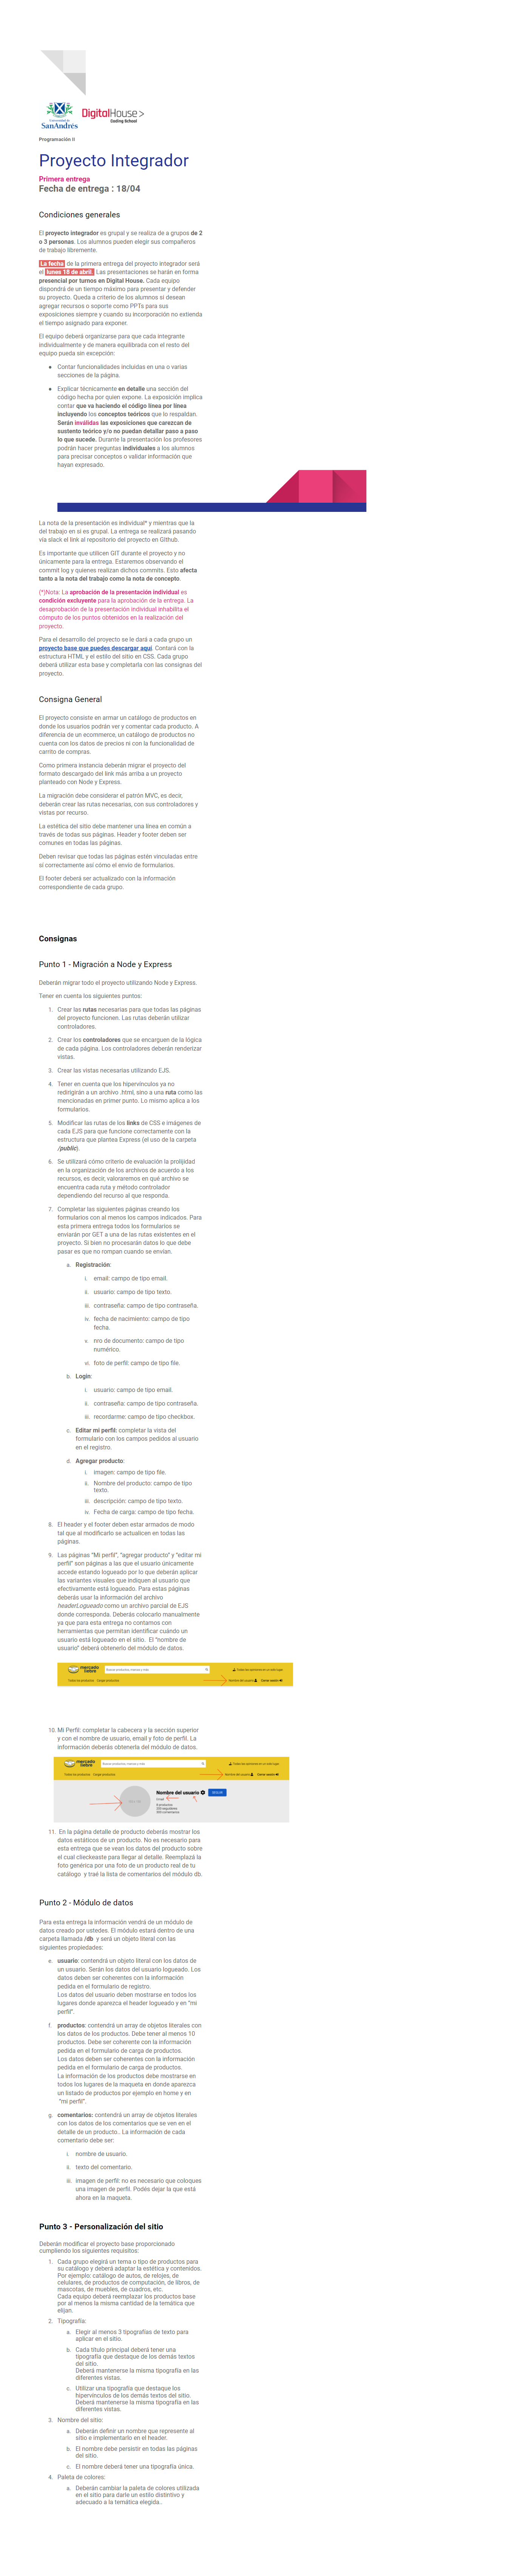 Universidad de
SanAndrés
DigitalHouse>
Coding School
Programación II
Proyecto Integrador
Primera entrega
Fecha de entrega : 18/04
Condiciones generales
El proyecto integrador es grupal y se realiza de a grupos de 2
o 3 personas. Los alumnos pueden elegir sus compañeros
de trabajo libremente.
La fecha de la primera entrega del proyecto integrador será
el lunes 18 de abril. Las presentaciones se harán en forma
presencial por turnos en Digital House. Cada equipo
dispondrá de un tiempo máximo para presentar y defender
su proyecto. Queda a criterio de los alumnos si desean
agregar recursos o soporte como PPTs para sus
exposiciones siempre y cuando su incorporación no extienda
el tiempo asignado para exponer.
El equipo deberá organizarse para que cada integrante
individualmente y de manera equilibrada con el resto del
equipo pueda sin excepción:
● Contar funcionalidades incluidas en una o varias
secciones de la página.
● Explicar técnicamente en detalle una sección del
código hecha por quien expone. La exposición implica
contar que va haciendo el código línea por línea
incluyendo los conceptos teóricos que lo respaldan.
Serán inválidas las exposiciones que carezcan de
sustento teórico y/o no puedan detallar paso a paso
lo que sucede. Durante la presentación los profesores
podrán hacer preguntas individuales a los alumnos
para precisar conceptos o validar información que
hayan expresado.
La nota de la presentación es individual* y mientras que la
del trabajo en sí es grupal. La entrega se realizará pasando
vía slack el link al repositorio del proyecto en Github.
Es importante que utilicen GIT durante el proyecto y no
únicamente para la entrega. Estaremos observando el
commit log y quienes realizan dichos commits. Esto afecta
tanto a la nota del trabajo como la nota de concepto.
(*)Nota: La aprobación de la presentación individual es
condición excluyente para la aprobación de la entrega. La
desaprobación de la presentación individual inhabilita el
cómputo de los puntos obtenidos en la realización del
proyecto.
Para el desarrollo del proyecto se le dará a cada grupo un
proyecto base que puedes descargar aquí. Contará con la
estructura HTML y el estilo del sitio en CSS. Cada grupo
deberá utilizar esta base y completarla con las consignas del
proyecto.
Consigna General
El proyecto consiste en armar un catálogo de productos en
donde los usuarios podrán ver y comentar cada producto. A
diferencia de un ecommerce, un catálogo de productos no
cuenta con los datos de precios ni con la funcionalidad de
carrito de compras.
Como primera instancia deberán migrar el proyecto del
formato descargado del link más arriba a un proyecto
planteado con Node y Express.
La migración debe considerar el patrón MVC, es decir,
deberán crear las rutas necesarias, con sus controladores y
vistas por recurso.
La estética del sitio debe mantener una línea en común a
través de todas sus páginas. Header y footer deben ser
comunes en todas las páginas.
Deben revisar que todas las páginas estén vinculadas entre
sí correctamente así cómo el envío de formularios.
El footer deberá ser actualizado con la información
correspondiente de cada grupo.
Consignas
Punto 1 - Migración a Node y Express
Deberán migrar todo el proyecto utilizando Node y Express.
Tener en cuenta los siguientes puntos:
1. Crear las rutas necesarias para que todas las páginas
del proyecto funcionen. Las rutas deberán utilizar
controladores.
2. Crear los controladores que se encarguen de la lógica
de cada página. Los controladores deberán renderizar
vistas.
3. Crear las vistas necesarias utilizando EJS.
4. Tener en cuenta que los hipervínculos ya no
redirigirán a un archivo .html, sino a una ruta como las
mencionadas en primer punto. Lo mismo aplica a los
formularios.
5. Modificar las rutas de los links de CSS e imágenes de
cada EJS para que funcione correctamente con la
estructura que plantea Express (el uso de la carpeta
/public).
6. Se utilizará cómo criterio de evaluación la prolijidad
en la organización de los archivos de acuerdo a los
recursos, es decir, valoraremos en qué archivo se
encuentra cada ruta y método controlador
dependiendo del recurso al que responda.
7. Completar las siguientes páginas creando los
formularios con al menos los campos indicados. Para
esta primera entrega todos los formularios se
enviarán por GET a una de las rutas existentes en el
proyecto. Si bien no procesarán datos lo que debe
pasar es que no rompan cuando se envían.
a. Registración:
i. email: campo de tipo email.
ii. usuario: campo de tipo texto.
iii. contraseña: campo de tipo contraseña.
iv. fecha de nacimiento: campo de tipo
fecha.
v. nro de documento: campo de tipo
numérico.
vi. foto de perfil: campo de tipo file.
b. Login:
i. usuario: campo de tipo email.
ii. contraseña: campo de tipo contraseña.
iii. recordarme: campo de tipo checkbox.
c. Editar mi perfil: completar la vista del
formulario con los campos pedidos al usuario
en el registro.
d. Agregar producto:
i. imagen: campo de tipo file.
ii. Nombre del producto: campo de tipo
texto.
iii. descripción: campo de tipo texto.
iv. Fecha de carga: campo de tipo fecha.
8. El header y el footer deben estar armados de modo
tal que al modificarlo se actualicen en todas las
páginas.
9. Las páginas "Mi perfil", "agregar producto" y "editar mi
perfil" son páginas a las que el usuario únicamente
accede estando logueado por lo que deberán aplicar
las variantes visuales que indiquen al usuario que
efectivamente está logueado. Para estas páginas
deberás usar la información del archivo
headerLogueado como un archivo parcial de EJS
donde corresponda. Deberás colocarlo manualmente
ya que para esta entrega no contamos con
herramientas que permitan identificar cuándo un
usuario está logueado en el sitio. El "nombre de
usuario" deberá obtenerlo del módulo de datos.
mercado
liebre
Buscar productos, marcas y más
Todos los productos Cargar productos
Nombre del usuario
Cerrar sesión
10. Mi Perfil: completar la cabecera y la sección superior
y con el nombre de usuario, email y foto de perfil. La
información deberás obtenerla del módulo de datos.
mercado
liebre
Buscar productos, marcas y más
Todos los productos Cargar productos
Nombre del usuario
Cerrar sesión
Nombre del usuario
SEGUIR
Email
11. En la página detalle de producto deberás mostrar los
datos estáticos de un producto. No es necesario para
esta entrega que se vean los datos del producto sobre
el cual clieckeaste para llegar al detalle. Reemplazá la
foto genérica por una foto de un producto real de tu
catálogo y traé la lista de comentarios del módulo db.
Punto 2 - Módulo de datos
Para esta entrega la información vendrá de un módulo de
datos creado por ustedes. El módulo estará dentro de una
carpeta llamada /db y será un objeto literal con las
siguientes propiedades:
e. usuario: contendrá un objeto literal con los datos de
un usuario. Serán los datos del usuario logueado. Los
datos deben ser coherentes con la información
pedida en el formulario de registro.
Los datos del usuario deben mostrarse en todos los
lugares donde aparezca el header logueado y en "mi
perfil".
f. productos: contendrá un array de objetos literales con
los datos de los productos. Debe tener al menos 10
productos. Debe ser coherente con la información
pedida en el formulario de carga de productos.
Los datos deben ser coherentes con la información
pedida en el formulario de carga de productos.
La información de los productos debe mostrarse en
todos los lugares de la maqueta en donde aparezca
un listado de productos por ejemplo en home y en
"mi perfil".
g. comentarios: contendrá un array de objetos literales
con los datos de los comentarios que se ven en el
detalle de un producto.. La información de cada
comentario debe ser:
i. nombre de usuario.
ii. texto del comentario.
iii. imagen de perfil: no es necesario que coloques
una imagen de perfil. Podés dejar la que está
ahora en la maqueta.
Punto 3 - Personalización del sitio
Deberán modificar el proyecto base proporcionado
cumpliendo los siguientes requisitos:
1. Cada grupo elegirá un tema o tipo de productos para
su catálogo y deberá adaptar la estética y contenidos.
Por ejemplo: catálogo de autos, de relojes, de
celulares, de productos de computación, de libros, de
mascotas, de muebles, de cuadros, etc.
Cada equipo deberá reemplazar los productos base
por al menos la misma cantidad de la temática que
elijan.
2. Tipografía:
a. Elegir al menos 3 tipografías de texto para
aplicar en el sitio.
b. Cada título principal deberá tener una
tipografía que destaque de los demás textos
del sitio.
Deberá mantenerse la misma tipografía en las
diferentes vistas.
c. Utilizar una tipografía que destaque los
hipervínculos de los demás textos del sitio.
Deberá mantenerse la misma tipografía en las
diferentes vistas.
3. Nombre del sitio:
a. Deberán definir un nombre que represente al
sitio e implementarlo en el header.
b. El nombre debe persistir en todas las páginas
del sitio.
c. El nombre deberá tener una tipografía única.
4. Paleta de colores:
a. Deberán cambiar la paleta de colores utilizada
en el sitio para darle un estilo distintivo y
adecuado a la temática elegida..